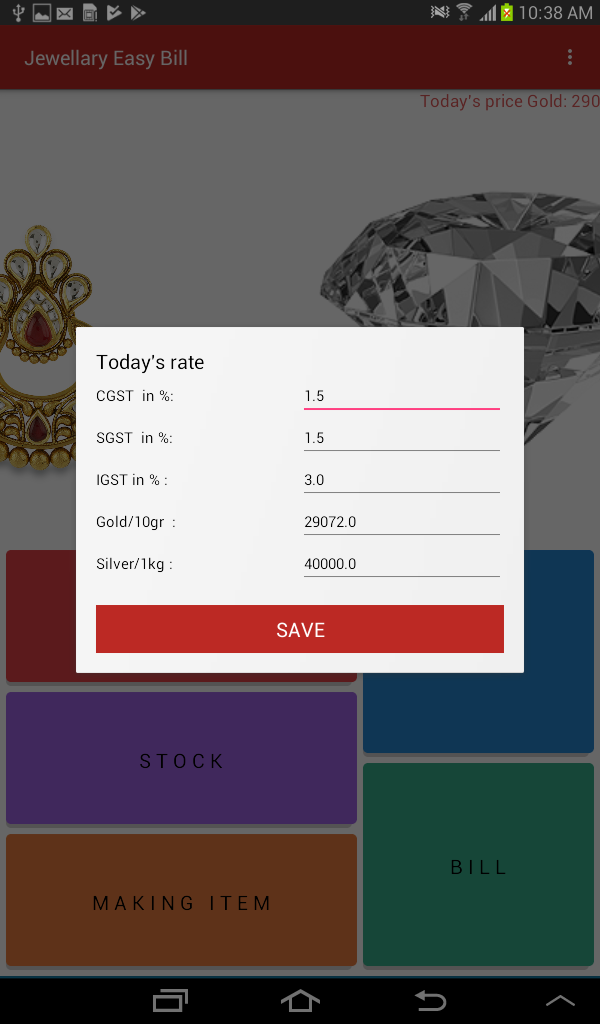 10:38 AM
Jewellary Easy Bill
Today's price Gold: 290
Today's rate
CGST in %: 1.5
SGST in %: 1.5
IGST in % : 3.0
Gold/10gr : 29072.0
Silver/1kg : 40000.0
SAVE
STOCK
BILL
MAKING ITEM